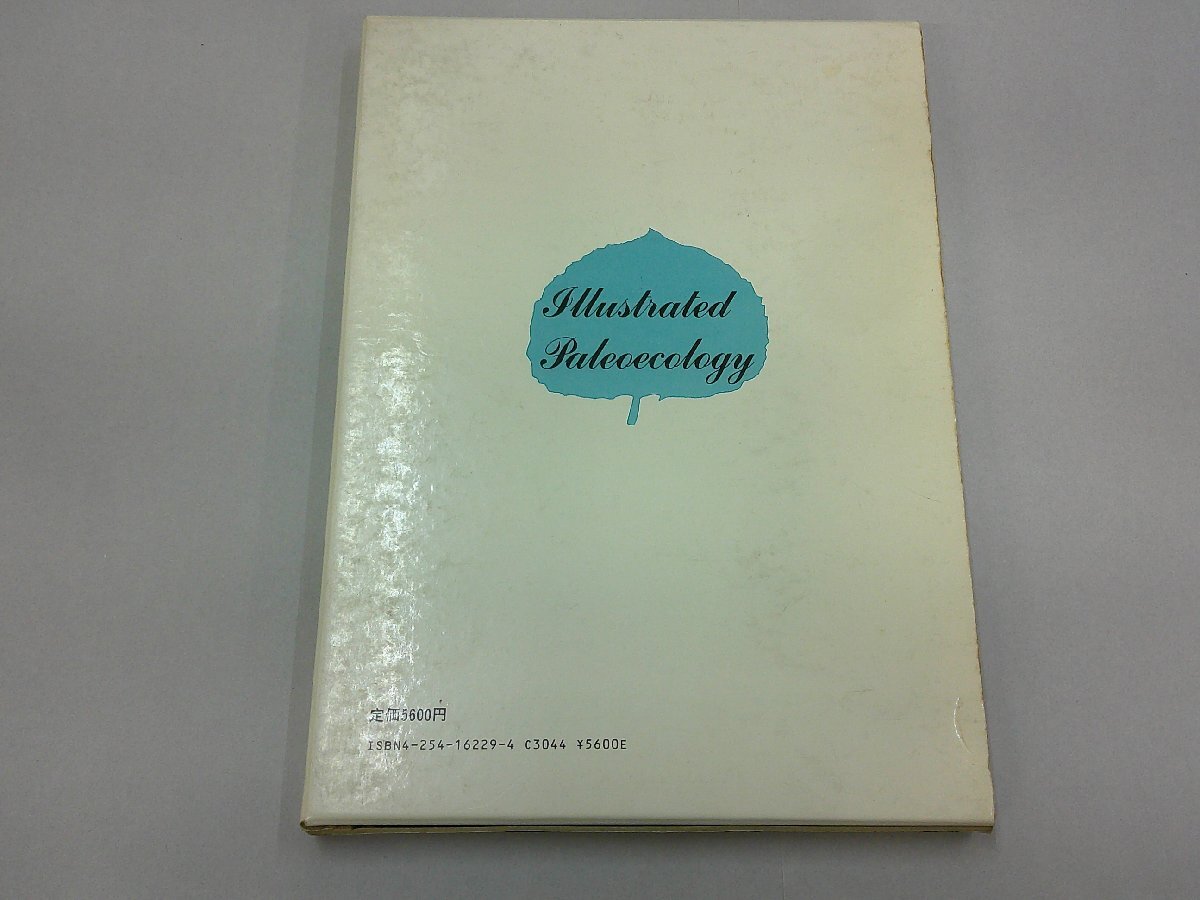 Illustrated
Paleoecology
定価5600円
ISBN4-254-16229-4 C3044 ¥5600E